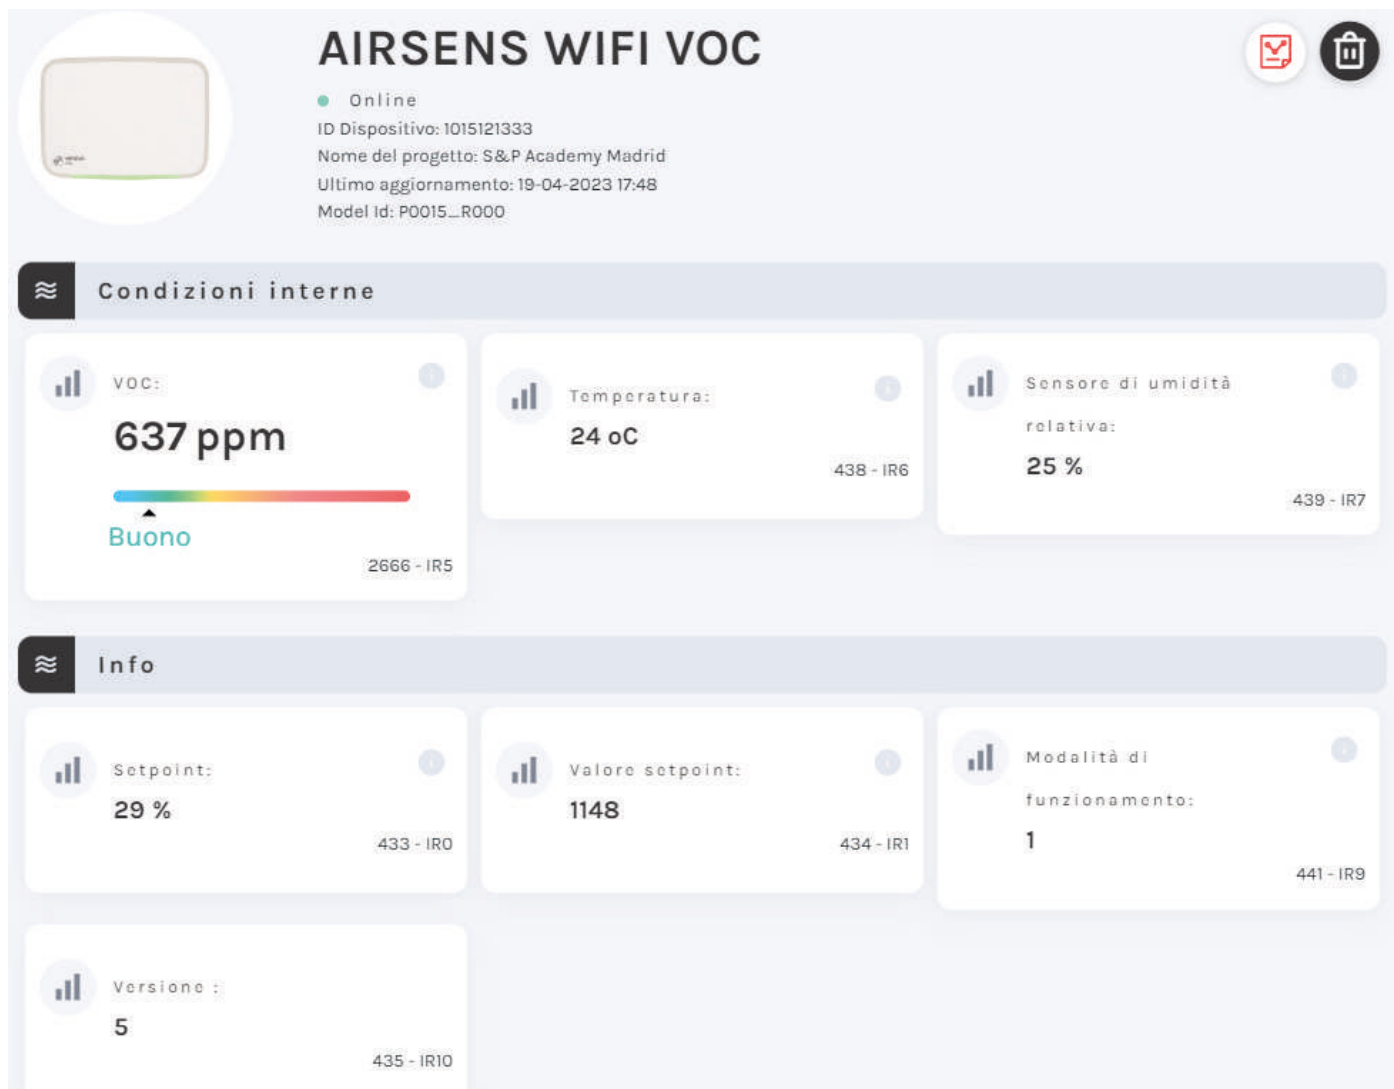 AIRSENS WIFI VOC
Online
ID Dispositivo: 1015121333
Nome del progetto: S&P Academy Madrid
Ultimo aggiornamento: 19-04-2023 17:48
Model Id: P0015_R000
Condizioni interne
VOC:
637 ppm
Buono
2666 - IR5
Temperatura:
24 oC
438 - IR6
Sensore di umidità
relativa:
25 %
439 - IR7
Info
Setpoint:
29 %
433 - IR0
Valore setpoint:
1148
434 - IR1
Modalità di
funzionamento:
1
441 - IR9
Versione :
5
435 - IR10